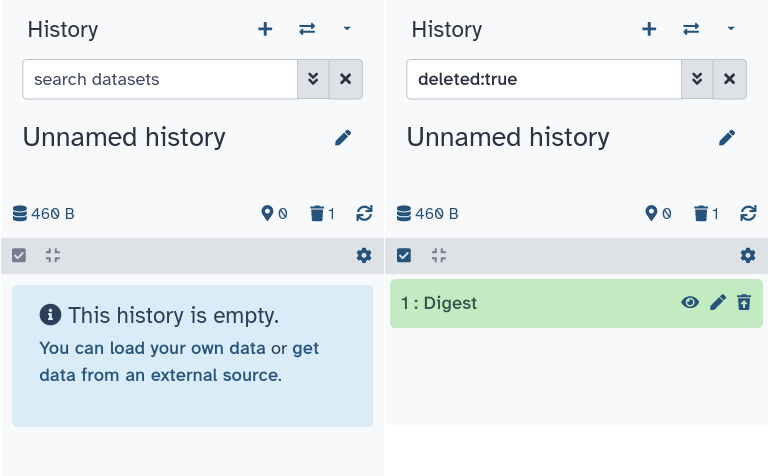 History
search datasets
Unnamed history
460 B
0
1
This history is empty.
You can load your own data or get
data from an external source.
History
deleted:true
Unnamed history
460 B
0
1
1 : Digest